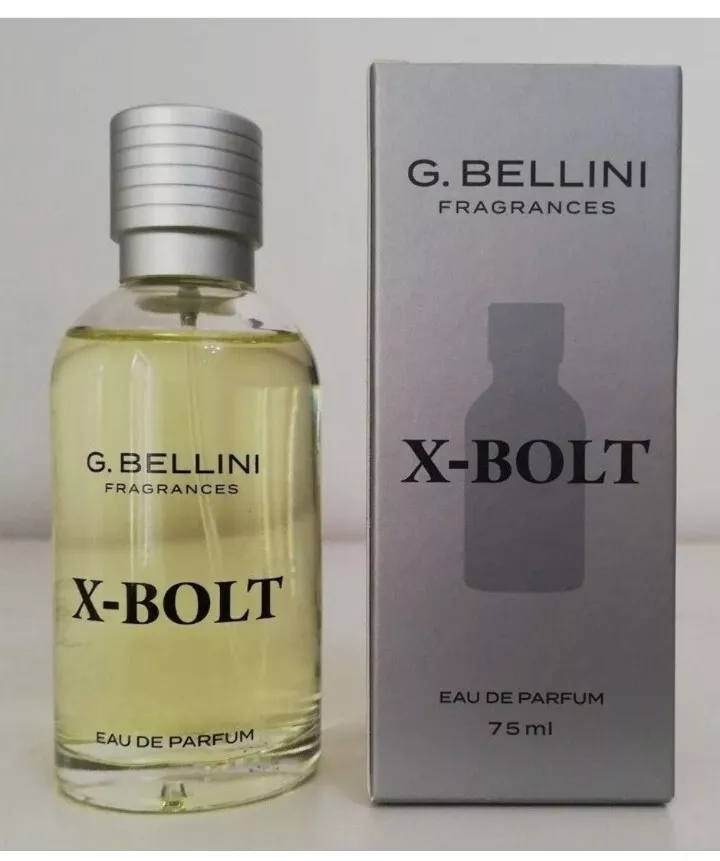 G. BELLINI
FRAGRANCES
X-BOLT
EAU DE PARFUM
G. BELLINI
FRAGRANCES
X-BOLT
EAU DE PARFUM
75 ml